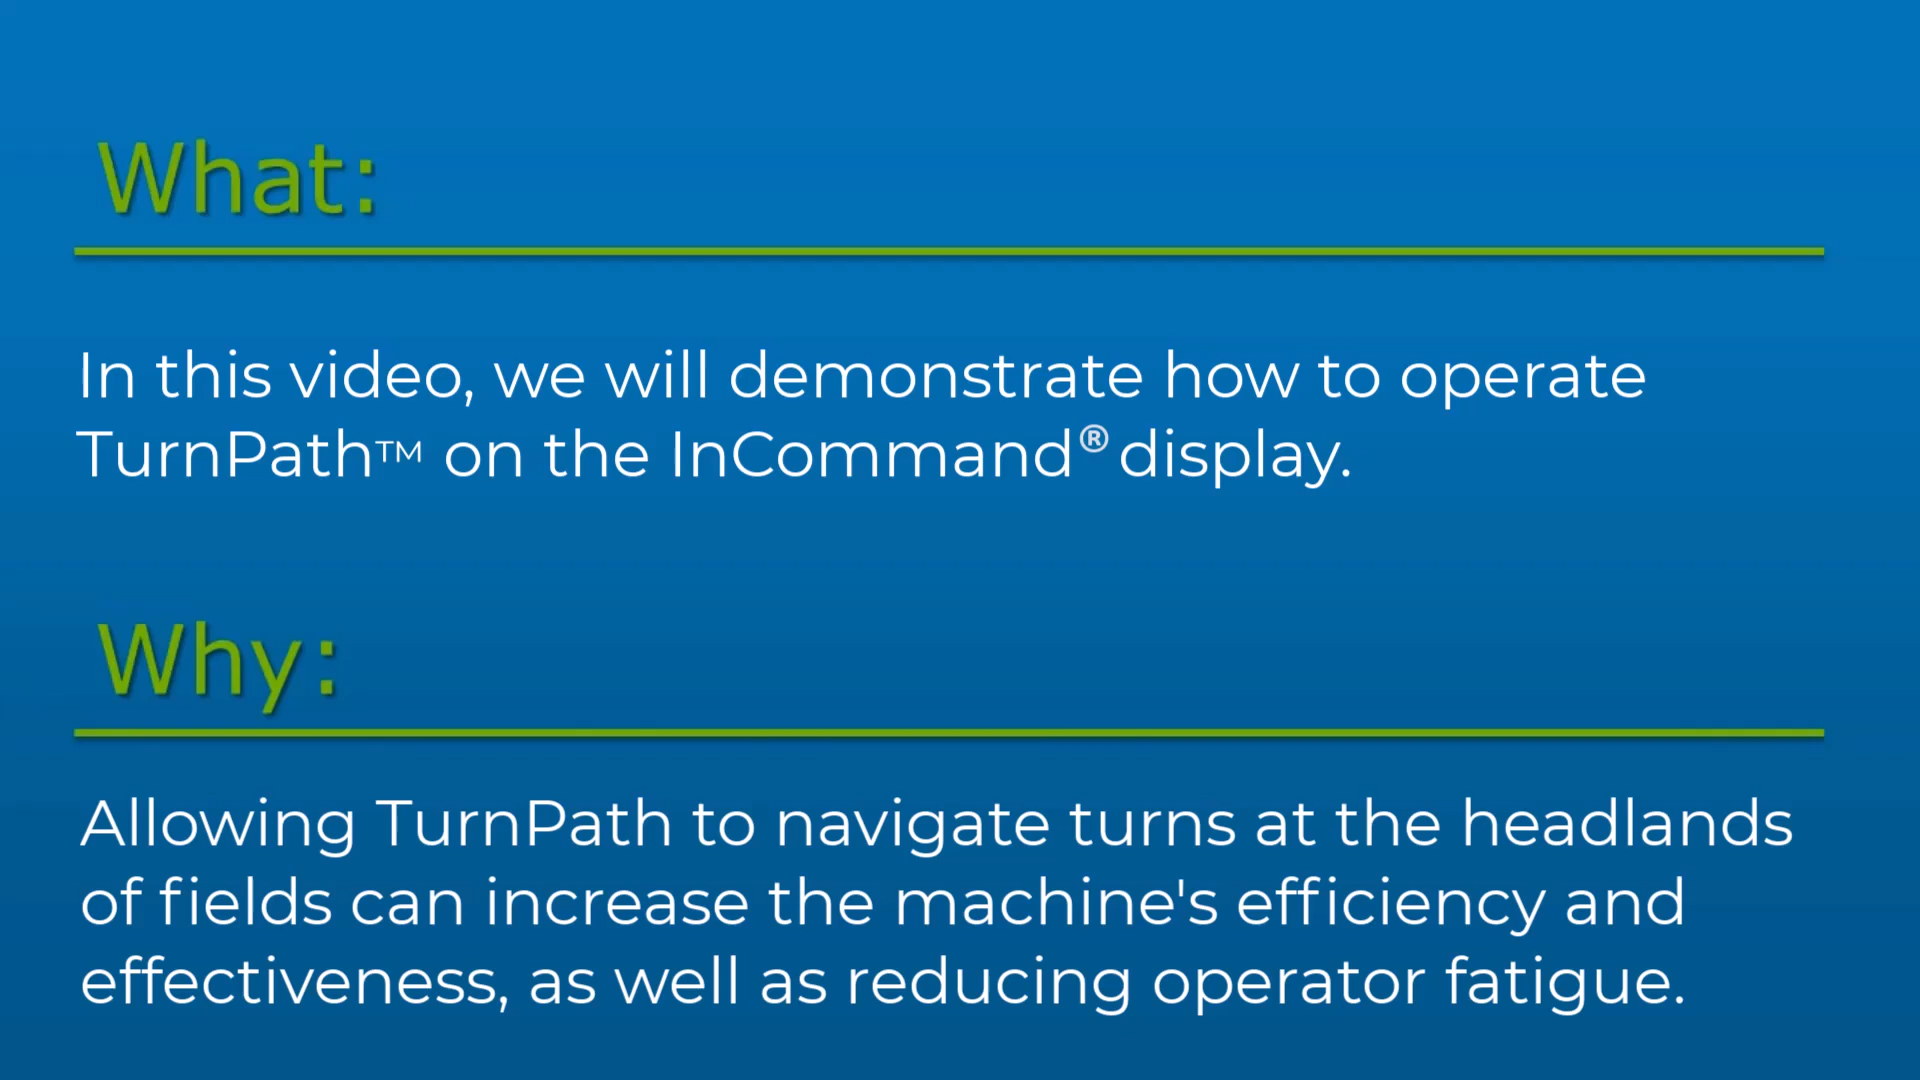 What:
In this video, we will demonstrate how to operate
TurnPath™ on the InCommand® display.
Why:
Allowing TurnPath to navigate turns at the headlands
of fields can increase the machine's efficiency and
effectiveness, as well as reducing operator fatigue.